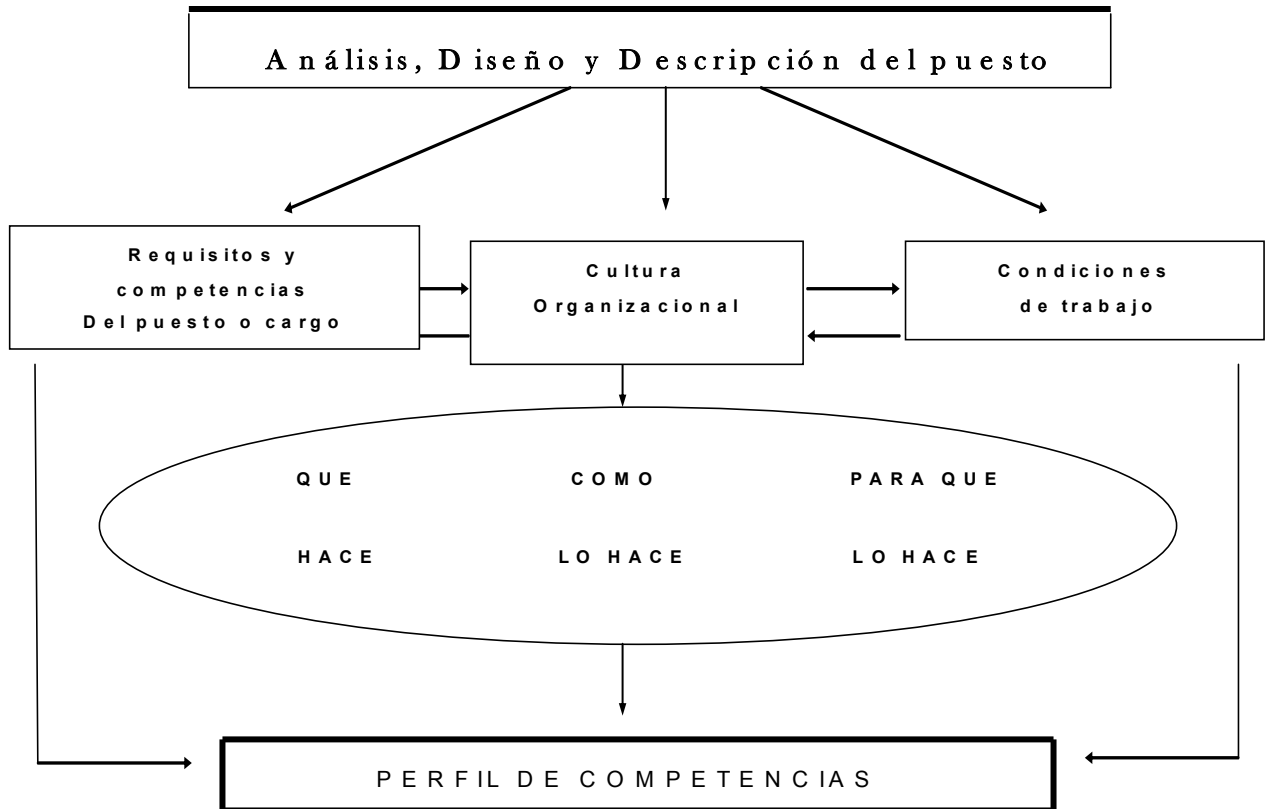 Análisis, Diseño y Descripción del puesto
Requisitos y
competencias
Del puesto o cargo
Cultura
Organizacional
Condiciones
de trabajo
QUE COMO PARA QUE
HACE LO HACE LO HACE
PERFIL DE COMPETENCIAS